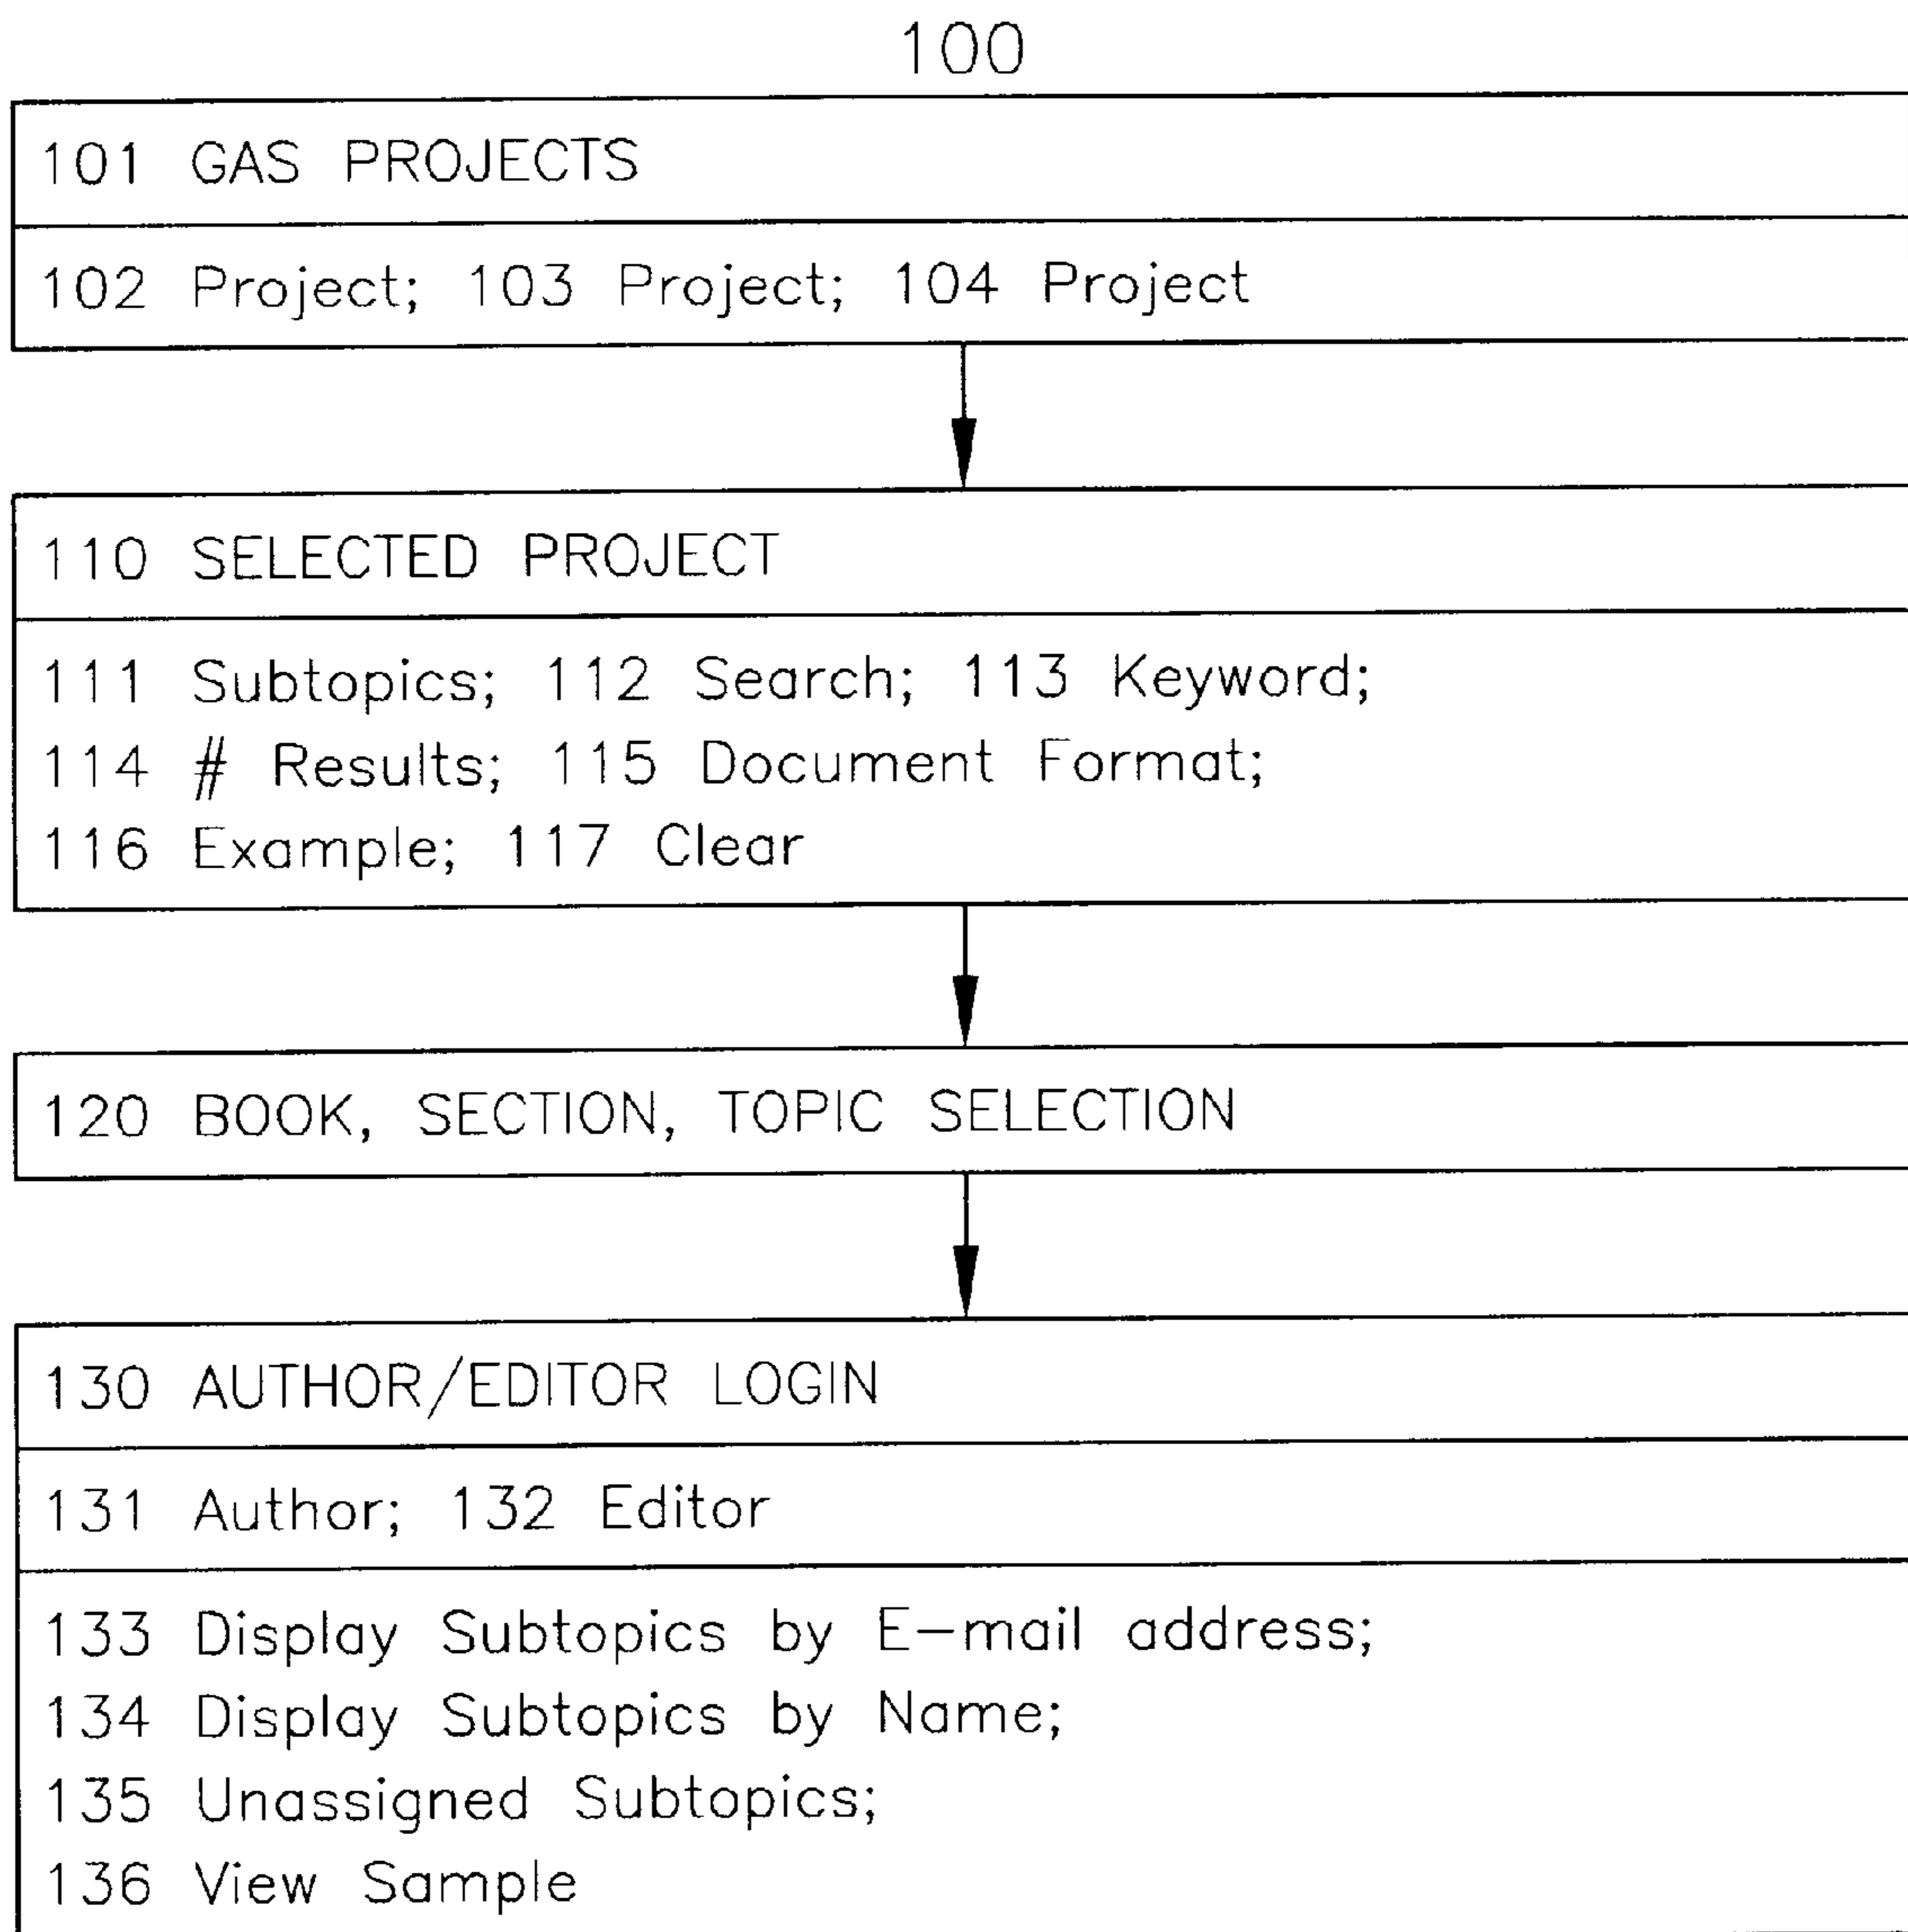 100
101 GAS PROJECTS
102 Project; 103 Project; 104 Project
110 SELECTED PROJECT
111 Subtopics; 112 Search; 113 Keyword;
114 # Results; 115 Document Format;
116 Example; 117 Clear
120 BOOK, SECTION, TOPIC SELECTION
130 AUTHOR/EDITOR LOGIN
131 Author; 132 Editor
133 Display Subtopics by E-mail address;
134 Display Subtopics by Name;
135 Unassigned Subtopics;
136 View Sample